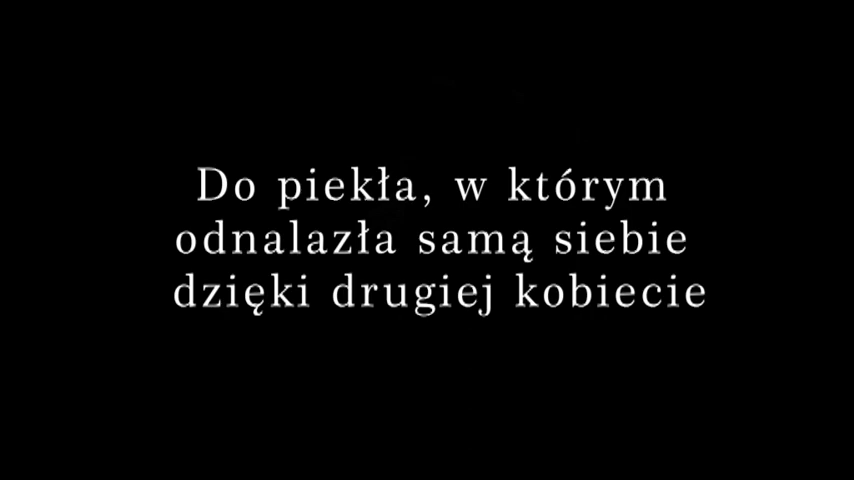 Do piekła, w którym
odnalazła samą siebie
dzięki drugiej kobiecie